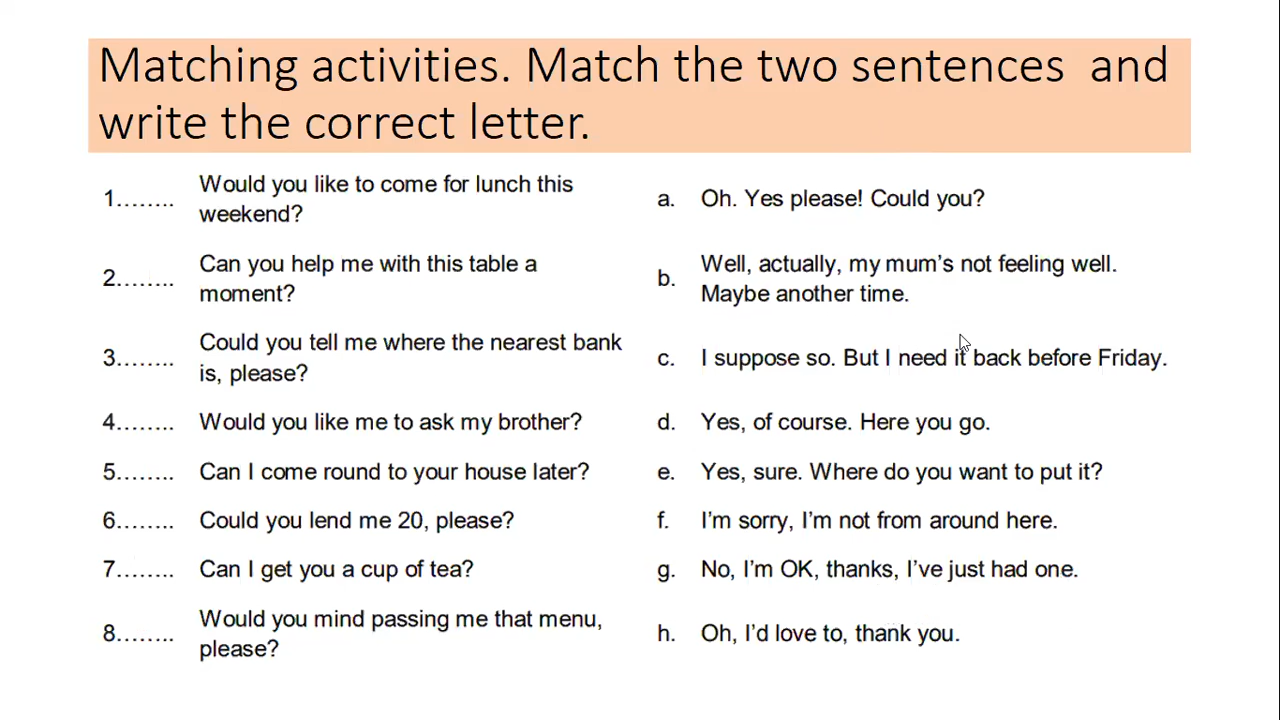 Matching activities. Match the two sentences and
write the correct letter.
1........ Would you like to come for lunch this
weekend?
a. Oh. Yes please! Could you?
2........ Can you help me with this table a
moment?
b. Well, actually, my mum's not feeling well.
Maybe another time.
3........ Could you tell me where the nearest bank
is, please?
c. I suppose so. But I need it back before Friday.
4........ Would you like me to ask my brother?
d. Yes, of course. Here you go.
5........ Can I come round to your house later?
e. Yes, sure. Where do you want to put it?
6........ Could you lend me 20, please?
f. I'm sorry, I'm not from around here.
7........ Can I get you a cup of tea?
g. No, I'm OK, thanks, I've just had one.
8........ Would you mind passing me that menu,
please?
h. Oh, I'd love to, thank you.